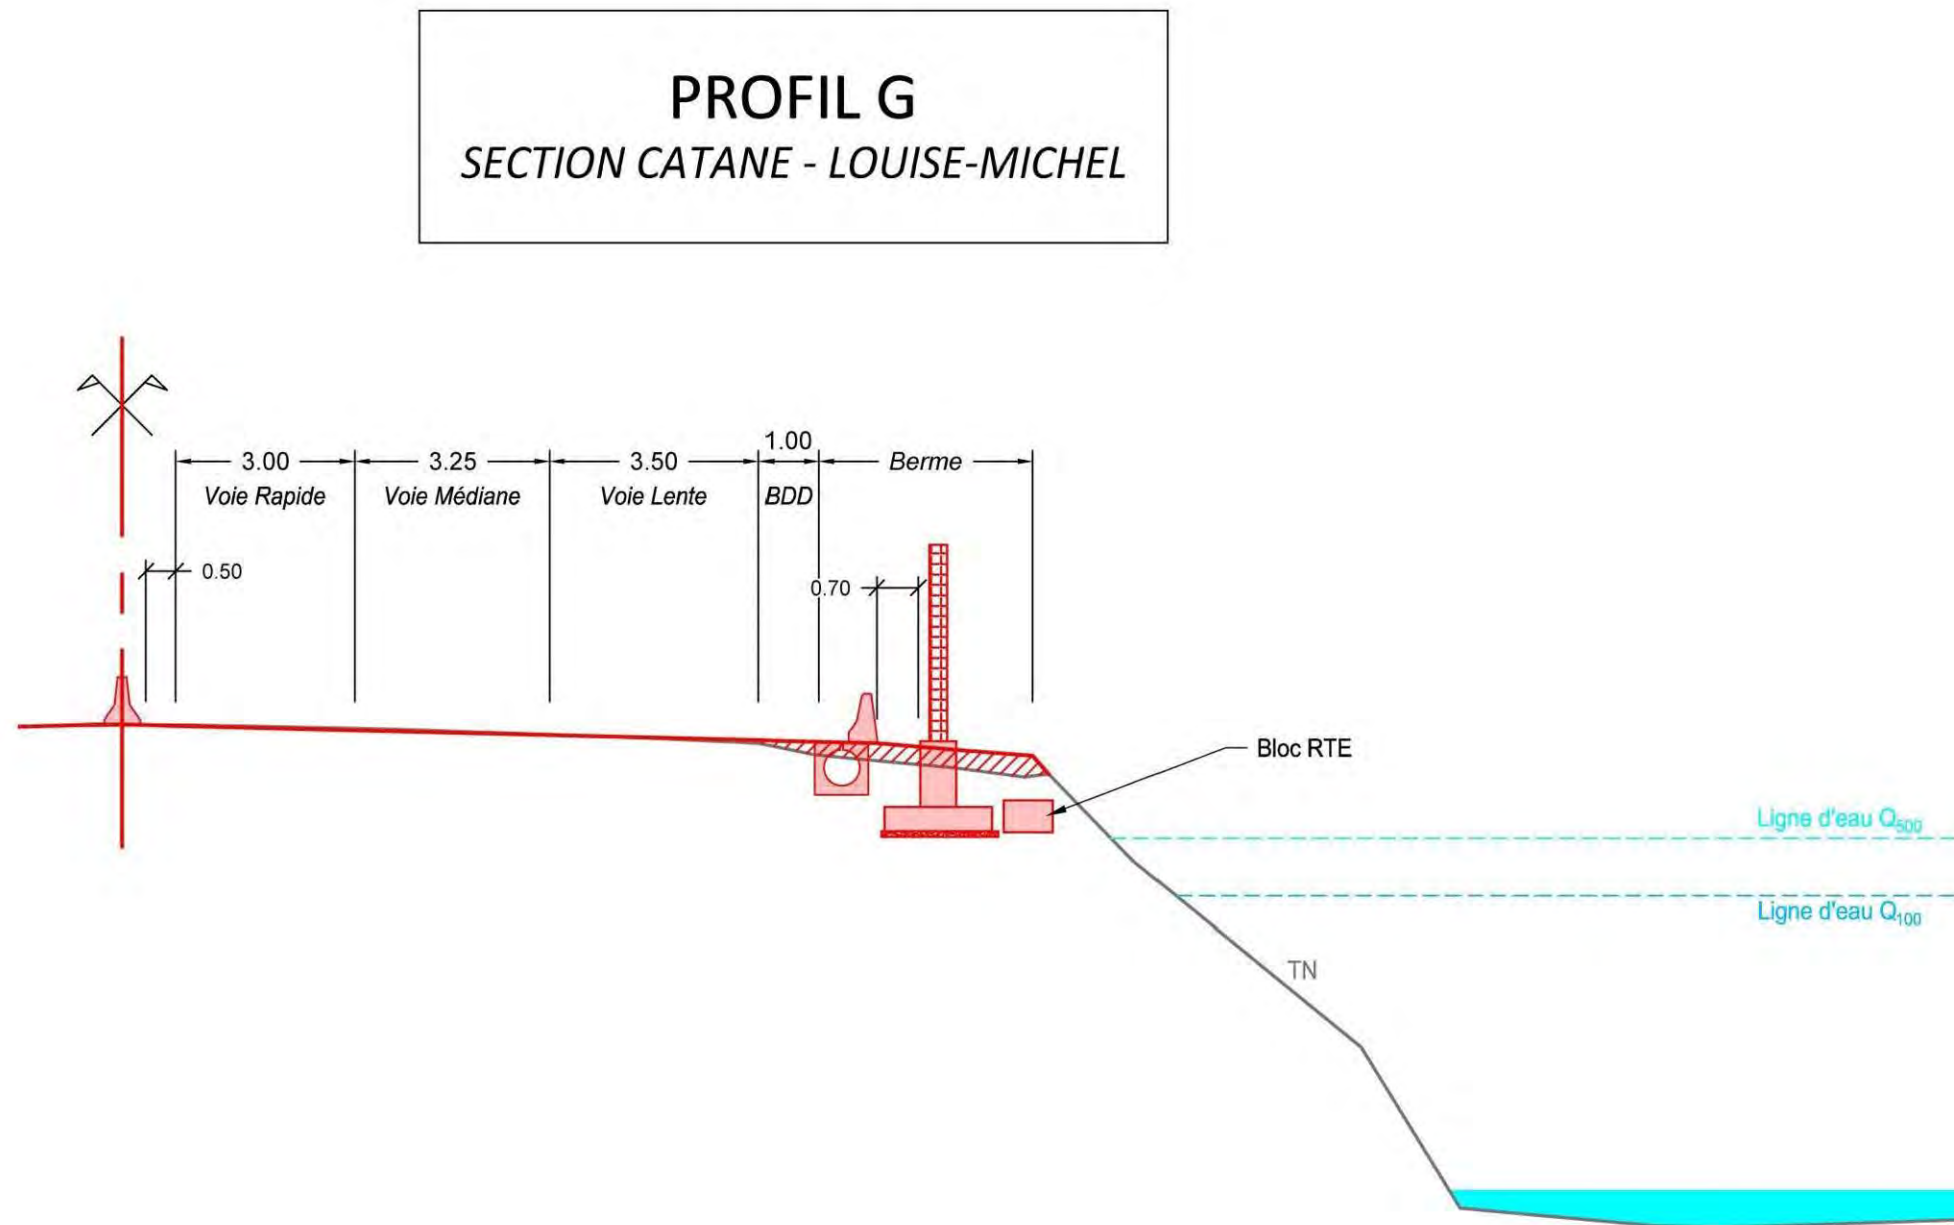 PROFIL G
SECTION CATANE - LOUISE-MICHEL
1.00
3.00 3.25 3.50 Berme
Voie Rapide Voie Médiane Voie Lente BDD
0.50
0.70
Bloc RTE
Ligne d'eau Q500
Ligne d'eau Q100
TN